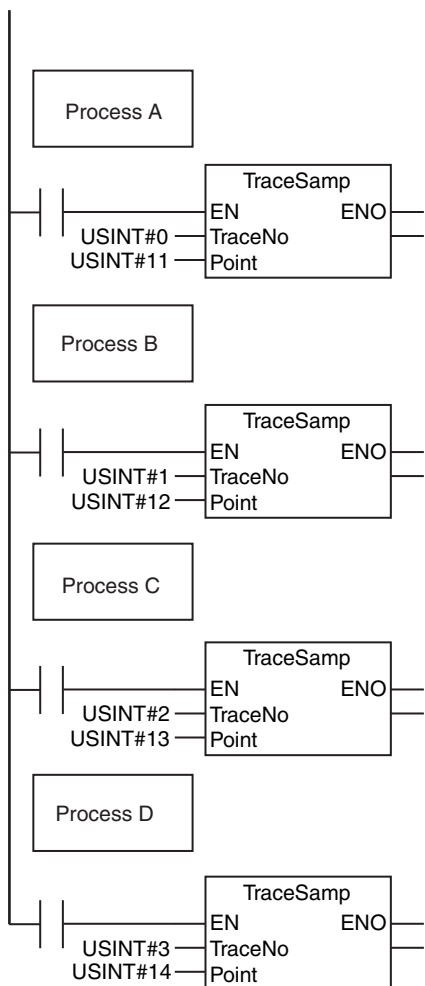 Process A
TraceSamp
EN ENO
USINT#0 TraceNo
USINT#11 Point
Process B
TraceSamp
EN ENO
USINT#1 TraceNo
USINT#12 Point
Process C
TraceSamp
EN ENO
USINT#2 TraceNo
USINT#13 Point
Process D
TraceSamp
EN ENO
USINT#3 TraceNo
USINT#14 Point